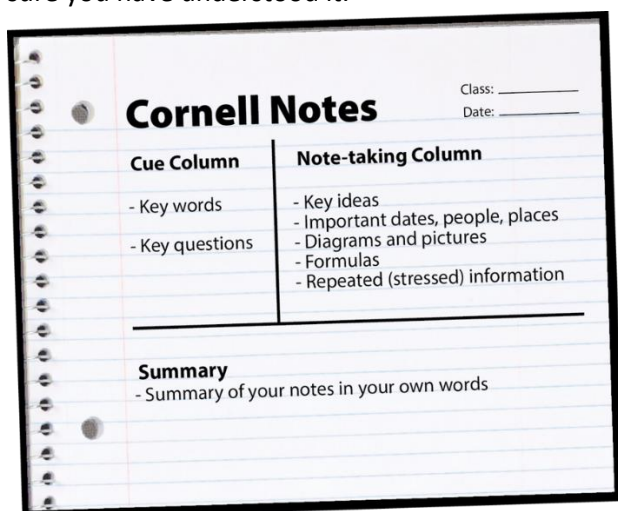 sure you have understood it.
Cornell Notes
Class:
Date:
Cue Column
- Key words
- Key questions
Note-taking Column
- Key ideas
- Important dates, people, places
- Diagrams and pictures
- Formulas
- Repeated (stressed) information
Summary
- Summary of your notes in your own words